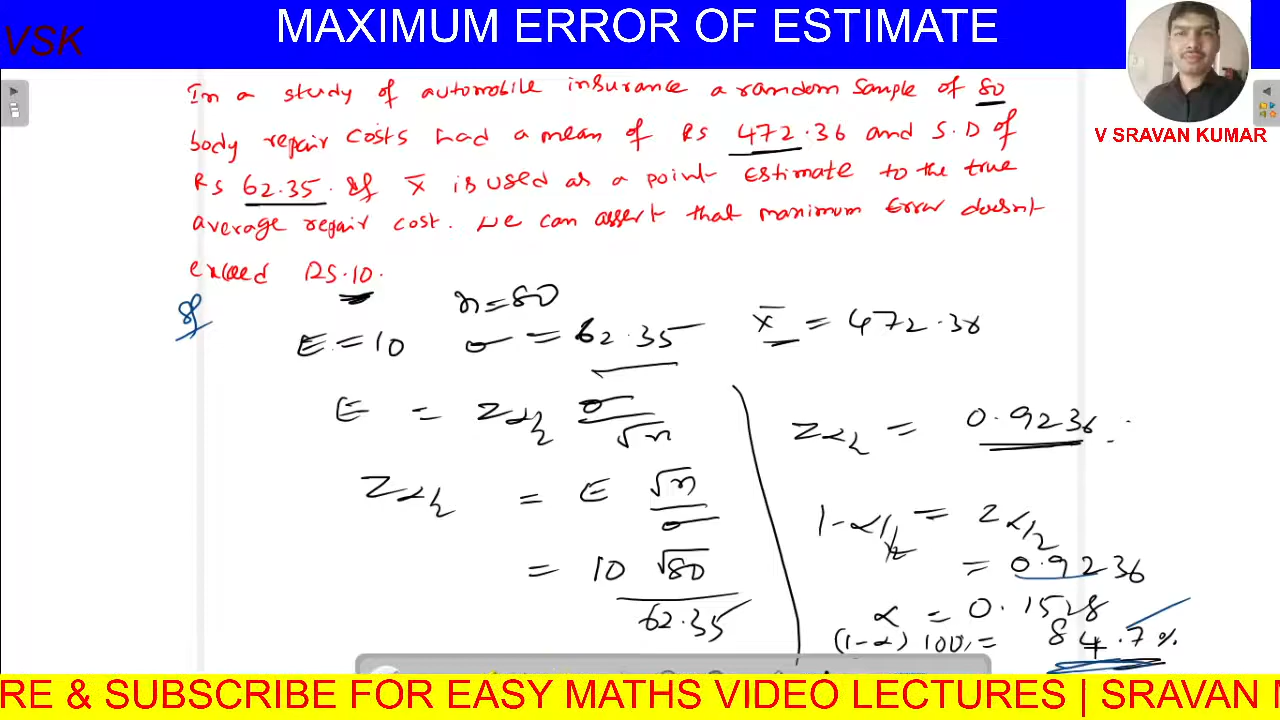 VSK
MAXIMUM ERROR OF ESTIMATE
V SRAVAN KUMAR
In a study of automobile insurance a random sample of 80
body repair costs had a mean of Rs 472.36 and S.D of
Rs 62.35. If x̄ is used as a point Estimate to the true
average repair cost. We can assert that maximum Error doesnt
exceed RS.10.
n=80
E=10 σ = 62.35 x̄ = 472.36
E = Zα/2 σ/√n
Zα/2 = E √n/σ
= 10 √80/62.35
Zα/2 = 0.9236
1-α/2 = Zα/2
= 0.9236
α = 0.1528
(1-α) 100% = 84.7%
RE & SUBSCRIBE FOR EASY MATHS VIDEO LECTURES | SRAVAN